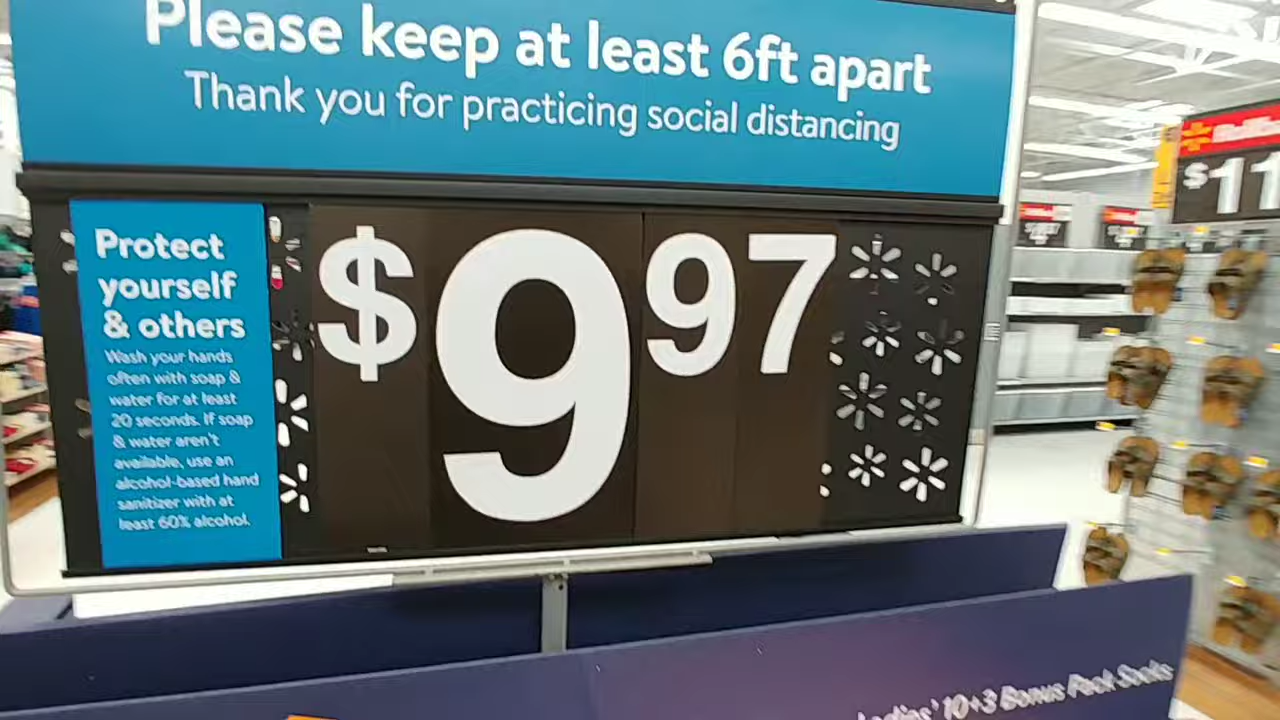 Please keep at least 6ft apart
Thank you for practicing social distancing
Protect
yourself
& others
Wash your hands
often with soap &
water for at least
20 seconds. If soap
& water aren't
available, use an
alcohol-based hand
sanitizer with at
least 60% alcohol.
$997
$11
Ladies' 10+3 Bonus Pack Socks